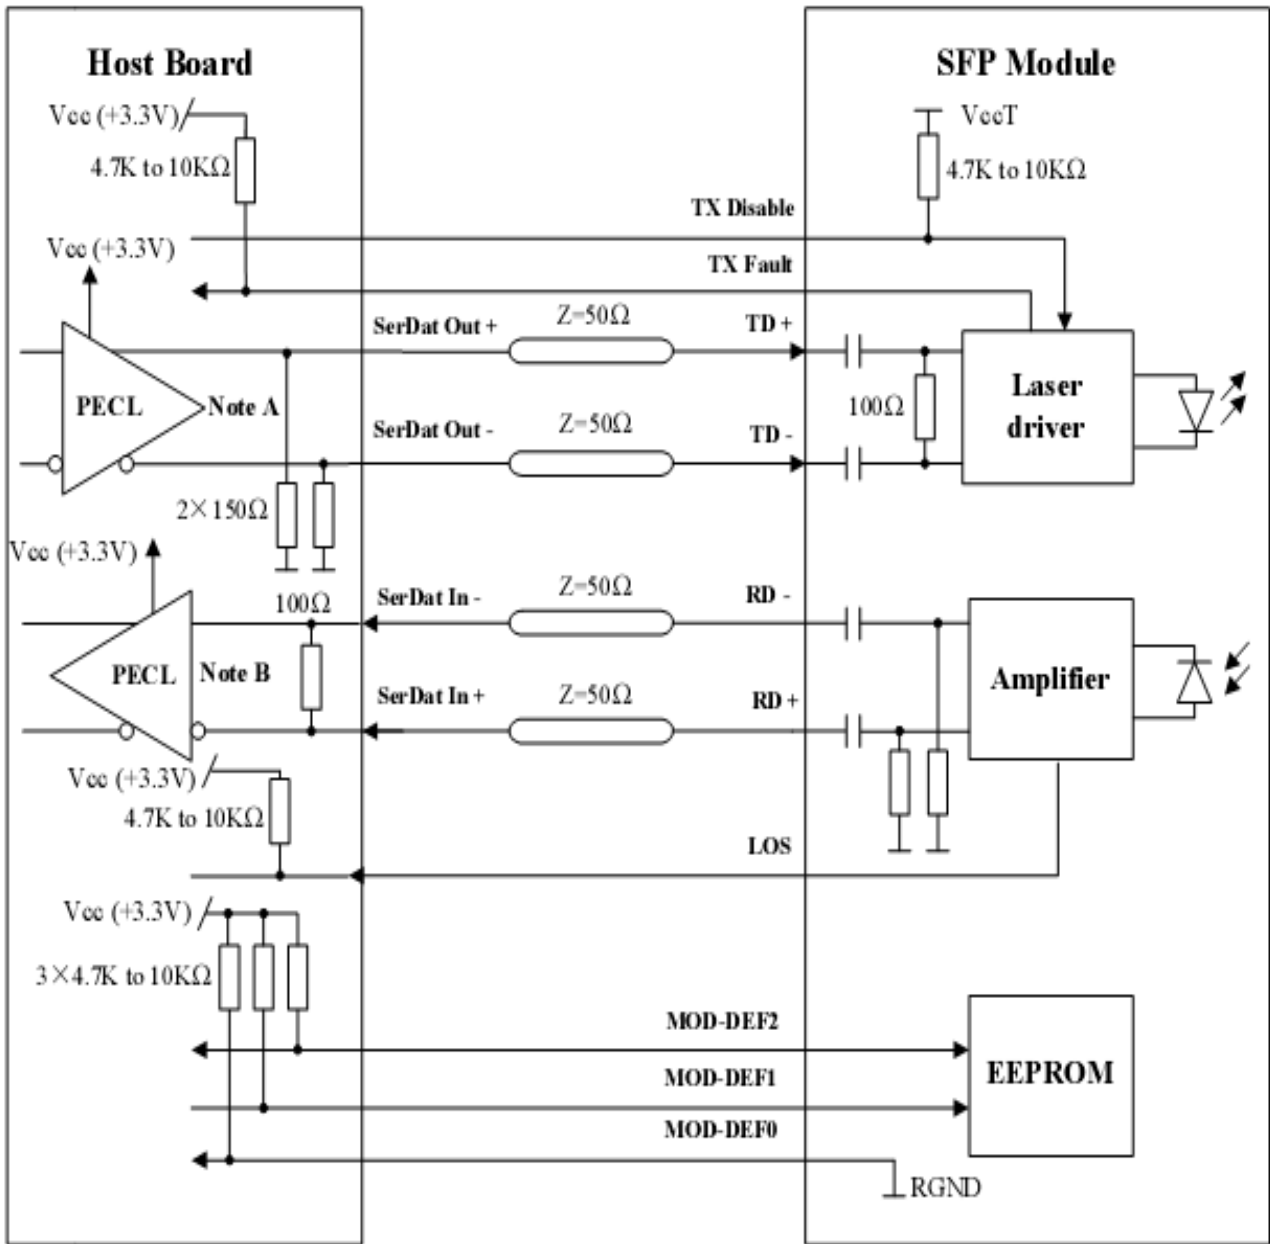 Host Board
SFP Module
Vcc (+3.3V)
VccT
4.7K to 10KΩ
4.7K to 10KΩ
TX Disable
Vcc (+3.3V)
TX Fault
SerDat Out +
Z=50Ω
TD +
PECL
Note A
100Ω
Laser
driver
SerDat Out -
Z=50Ω
TD -
2×150Ω
Vcc (+3.3V)
100Ω
SerDat In -
Z=50Ω
RD -
PECL
Note B
SerDat In +
Z=50Ω
RD +
Amplifier
Vcc (+3.3V)
4.7K to 10KΩ
LOS
Vcc (+3.3V)
3×4.7K to 10KΩ
MOD-DEF2
MOD-DEF1
EEPROM
MOD-DEF0
RGND